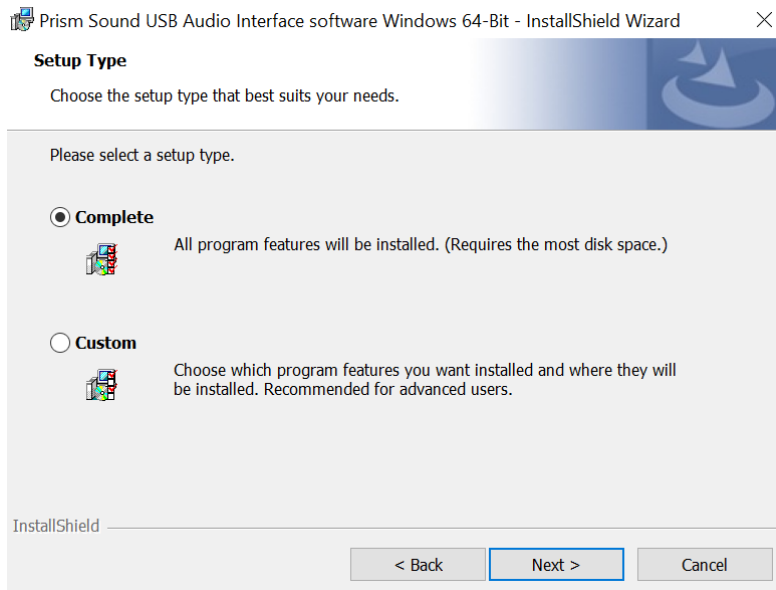 Prism Sound USB Audio Interface software Windows 64-Bit - InstallShield Wizard
Setup Type
Choose the setup type that best suits your needs.
Please select a setup type.
Complete
All program features will be installed. (Requires the most disk space.)
Custom
Choose which program features you want installed and where they will
be installed. Recommended for advanced users.
InstallShield
< Back
Next >
Cancel